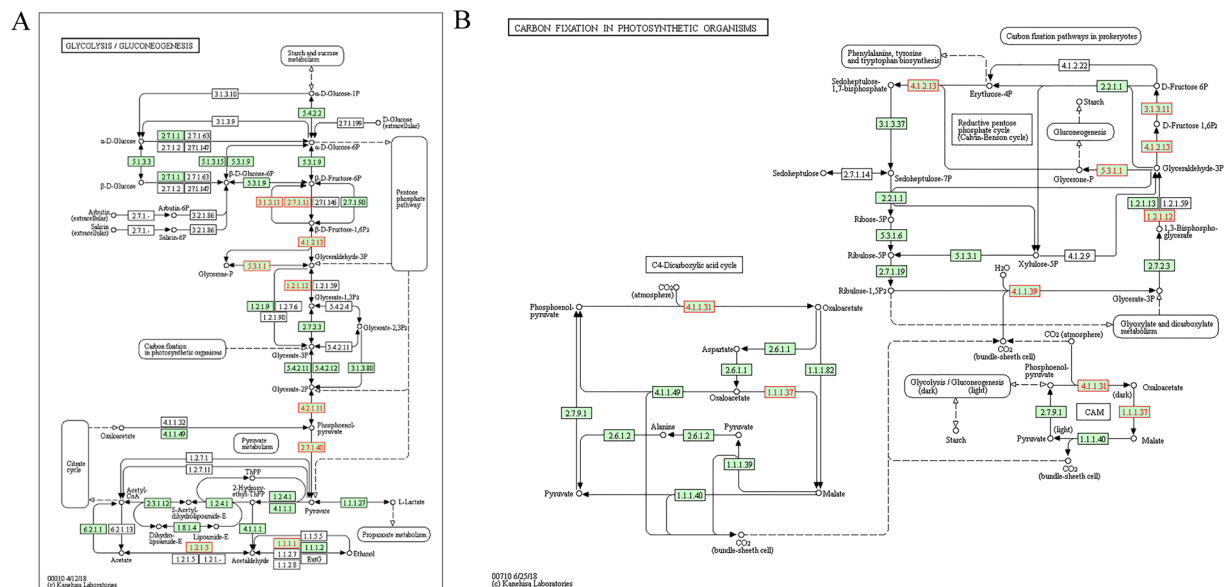 A
GLYCOLYSIS / GLUCONEOGENESIS
Starch and sucrose
metabolism
3.1.3.10
α-D-Glucose-1P
5.4.2.2
3.1.3.9
2.7.1.199
D-Glucose
(extracellular)
α-D-Glucose
2.7.1.1
2.7.1.63
2.7.1.2
2.7.1.147
α-D-Glucose-6P
5.1.3.3
5.1.3.15
5.3.1.9
5.3.1.9
β-D-Glucose-6P
β-D-Glucose
2.7.1.1
2.7.1.63
2.7.1.2
2.7.1.147
5.3.1.9
β-D-Fructose-6P
Pentose
phosphate
pathway
Arbutin
(extracellular)
2.7.1.-
Arbutin-6P
3.2.1.86
Salicin
(extracellular)
2.7.1.-
Salicin-6P
3.2.1.86
3.1.3.11
2.7.1.11
2.7.1.146
2.7.1.90
β-D-Fructose-1,6P2
4.1.2.13
Glyceraldehyde-3P
Glycerone-P
5.3.1.1
1.2.1.12
1.2.1.59
1.2.1.9
1.2.7.6
1.2.1.90
Glycerate-1,3P2
5.4.2.4
2.7.2.3
Glycerate-2,3P2
Carbon fixation
in photosynthetic organisms
Glycerate-3P
5.4.2.11
5.4.2.11
5.4.2.12
3.1.3.80
Glycerate-2P
4.2.1.11
4.1.1.32
4.1.1.49
Oxaloacetate
Phosphoenol-
pyruvate
Pyruvate
metabolism
2.7.1.40
Citrate
cycle
1.2.7.1
1.2.7.11
Acetyl-
CoA
ThPP
2-Hydroxy-
ethyl-ThPP
2.3.1.12
1.2.4.1
1.2.4.1
4.1.1.1
Pyruvate
1.1.1.27
L-Lactate
S-Acetyl-
dihydrolipoamide-E
6.2.1.1
6.2.1.13
Dihydro-
lipoamide-E
1.8.1.4
Lipoamide-E
4.1.1.1
Propanoate metabolism
1.2.1.3
1.1.1.1
1.1.5.5
1.1.1.2
Acetate
1.2.1.5
1.2.1.-
Acetaldehyde
1.1.2.7
EutG
1.1.2.8
Ethanol
00010 4/12/18
(c) Kanehisa Laboratories
B
CARBON FIXATION IN PHOTOSYNTHETIC ORGANISMS
Carbon fixation pathways in prokeryotes
Phenylalanine, tyrosine
and tryptophan biosynthesis
4.1.2.22
Sedoheptulose-
1,7-bisphosphate
4.1.2.13
Erythrose-4P
2.2.1.1
D-Fructose 6P
Starch
3.1.3.11
3.1.3.37
Reductive pentose
phosphate cycle
(Calvin-Benson cycle)
Gluconeogenesis
D-Fructose 1,6P2
4.1.2.13
Sedoheptulose
2.7.1.14
Sedoheptulose-7P
Glycerone-P
5.3.1.1
Glyceraldehyde-3P
2.2.1.1
1.2.1.13
1.2.1.59
1.2.1.12
Ribose-5P
5.3.1.6
1,3-Bisphospho-
glycerate
Ribulose-5P
5.1.3.1
Xylulose-5P
4.1.2.9
2.7.2.3
2.7.1.19
H2O
Ribulose-1,5P2
4.1.1.39
Glycerate-3P
Glyoxylate and dicarboxylate
metabolism
C4-Dicarboxylic acid cycle
CO2
(atmosphere)
Phosphoenol-
pyruvate
4.1.1.31
Oxaloacetate
Aspartate
2.6.1.1
2.6.1.1
1.1.1.82
4.1.1.49
Oxaloacetate
1.1.1.37
2.7.9.1
Alanine
Pyruvate
2.6.1.2
2.6.1.2
1.1.1.39
Pyruvate
1.1.1.40
Malate
CO2
(bundle-sheeth cell)
CO2
(bundle-sheeth cell)
CO2 (atmosphere)
Glycolysis / Gluconeogenesis
(dark) (light)
Phosphoenol-
pyruvate
4.1.1.31
(dark)
Oxaloacetate
2.7.9.1
CAM
1.1.1.37
Starch
(light)
Pyruvate
1.1.1.40
Malate
CO2
(bundle-sheeth cell)
00710 6/25/18
(c) Kanehisa Laboratories